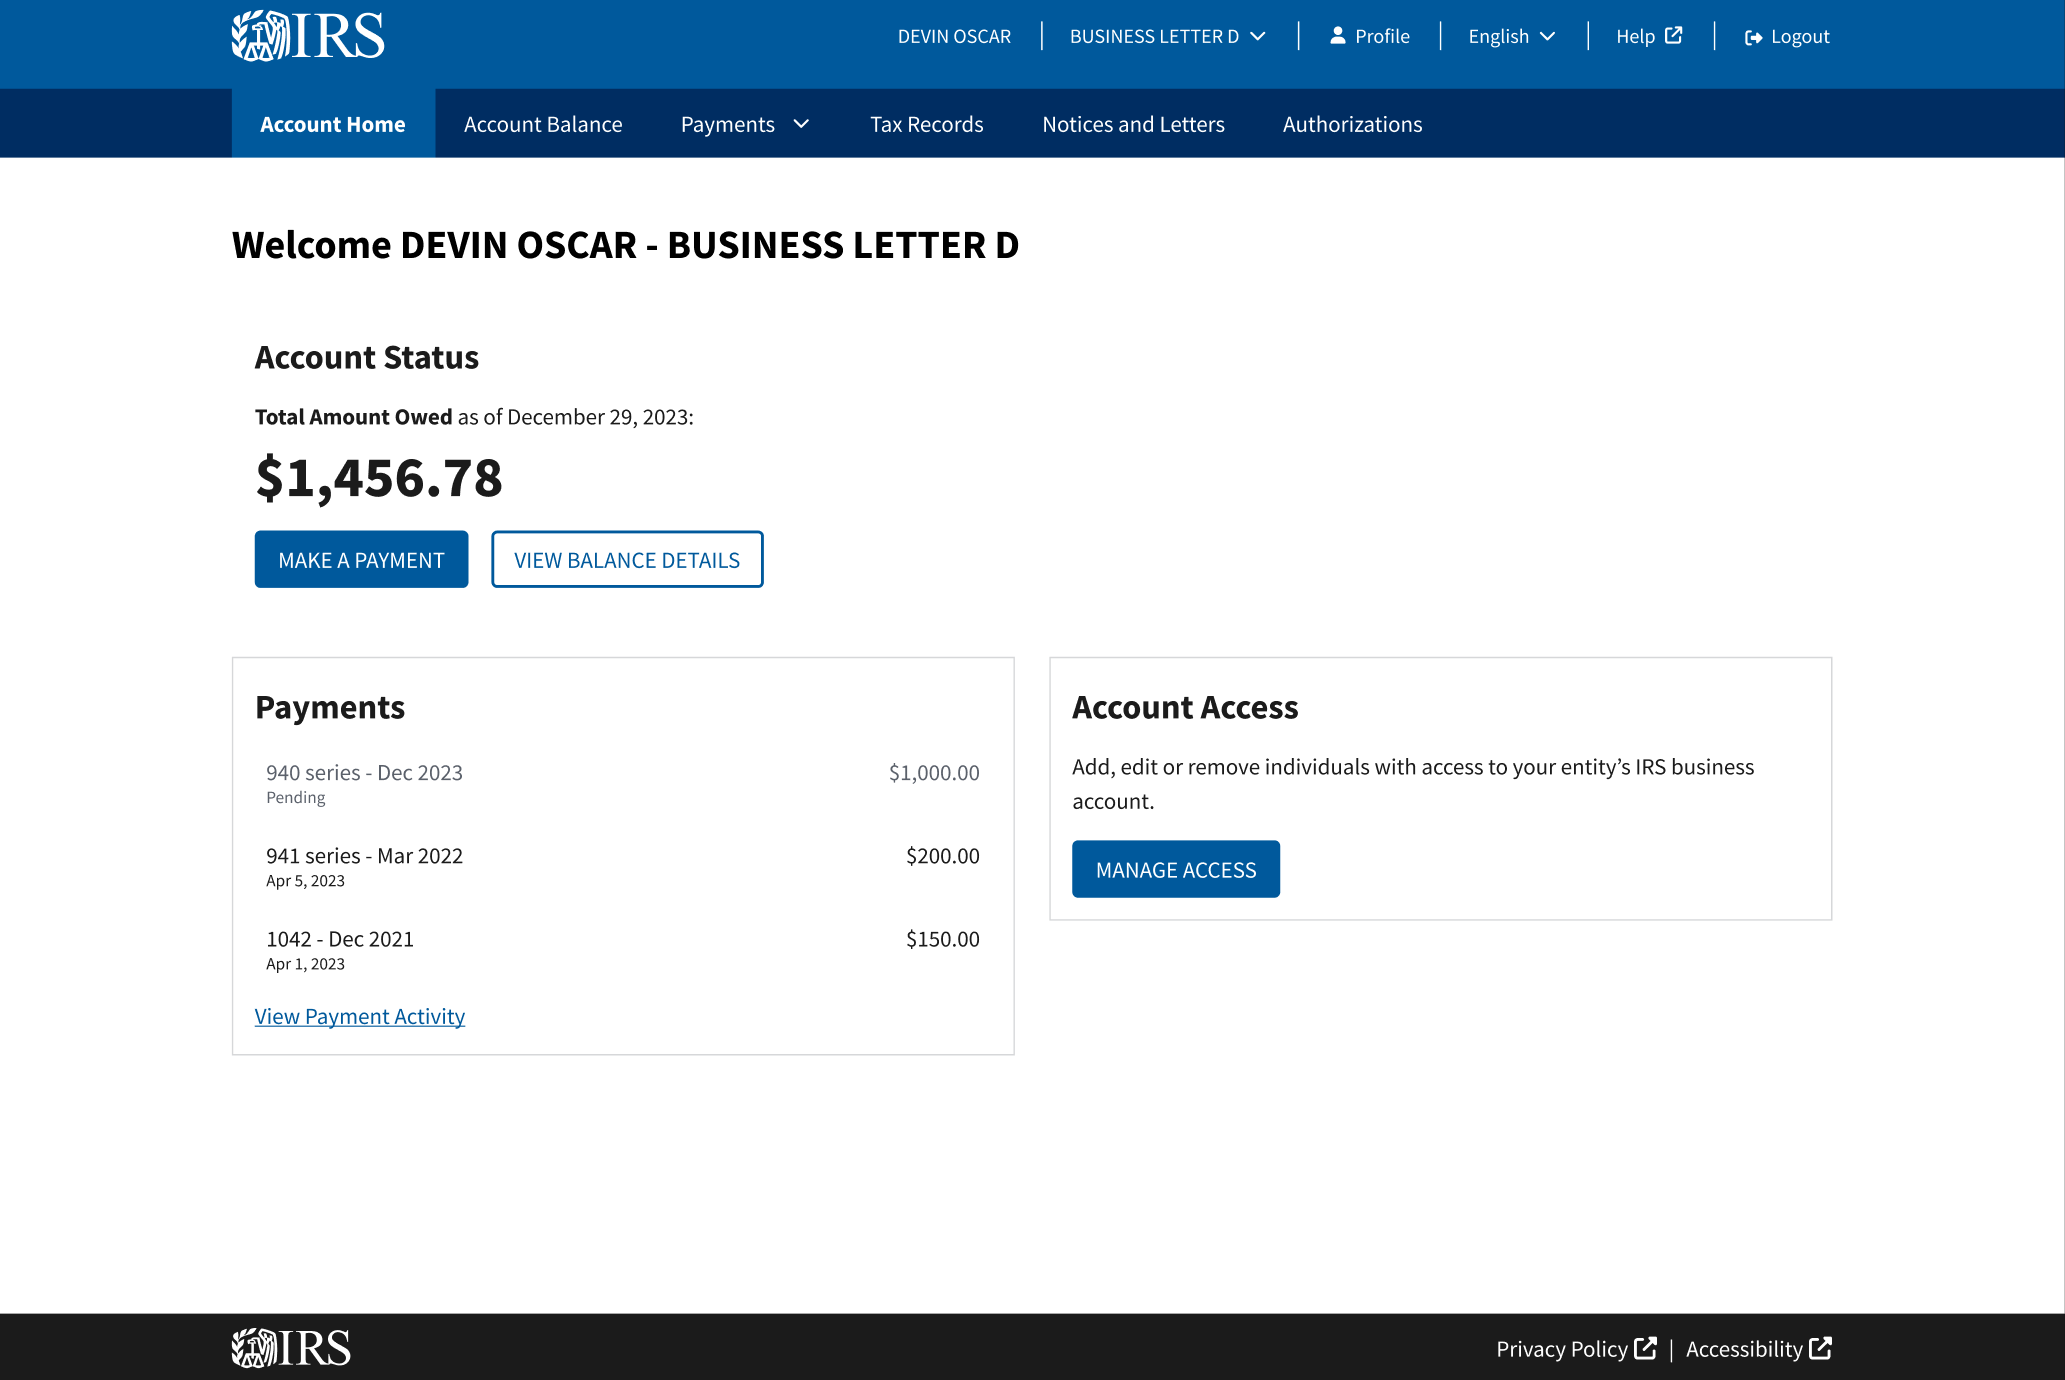 IRS
DEVIN OSCAR | BUSINESS LETTER D | Profile | English | Help | Logout
Account Home Account Balance Payments Tax Records Notices and Letters Authorizations
Welcome DEVIN OSCAR - BUSINESS LETTER D
Account Status
Total Amount Owed as of December 29, 2023:
$1,456.78
MAKE A PAYMENT VIEW BALANCE DETAILS
Payments
940 series - Dec 2023 $1,000.00
Pending
941 series - Mar 2022 $200.00
Apr 5, 2023
1042 - Dec 2021 $150.00
Apr 1, 2023
View Payment Activity
Account Access
Add, edit or remove individuals with access to your entity’s IRS business
account.
MANAGE ACCESS
IRS
Privacy Policy | Accessibility